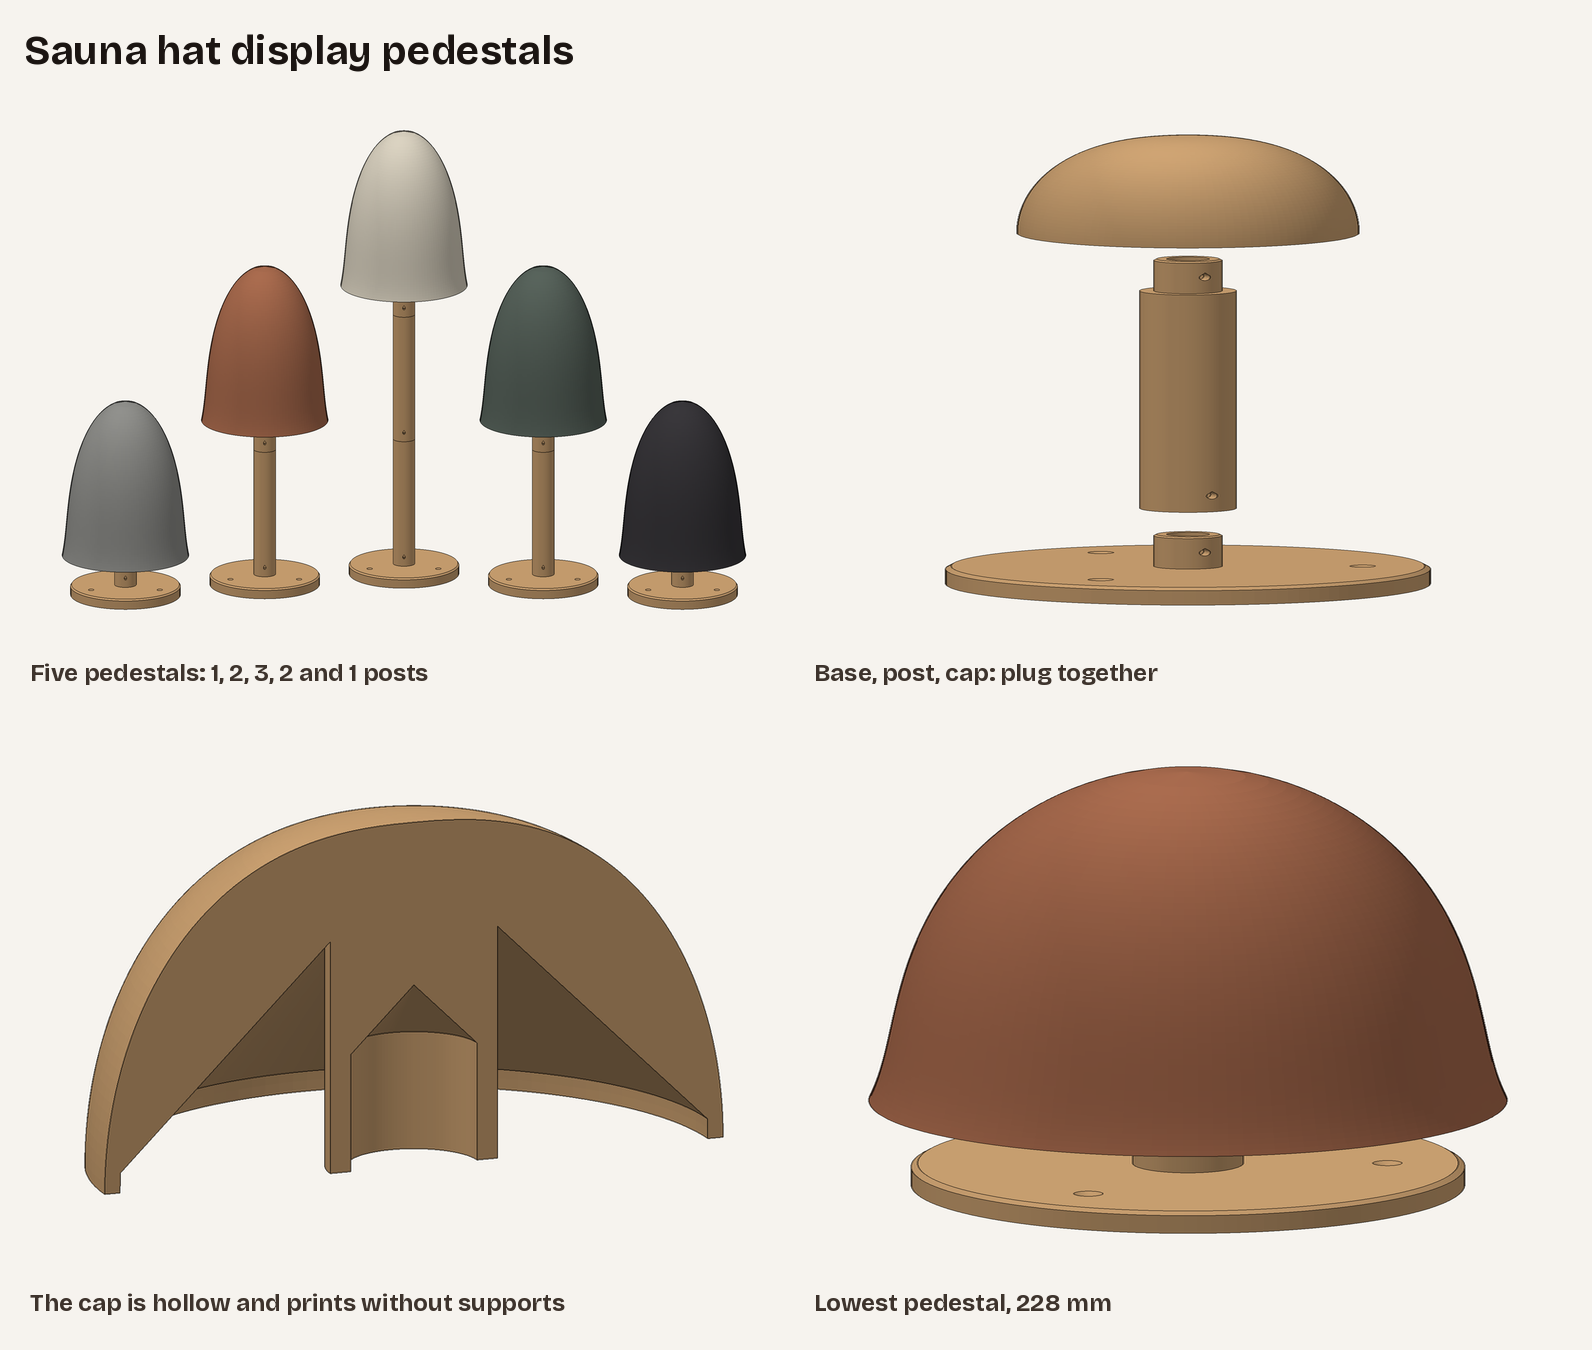 Sauna hat display pedestals
Five pedestals: 1, 2, 3, 2 and 1 posts
Base, post, cap: plug together
The cap is hollow and prints without supports
Lowest pedestal, 228 mm